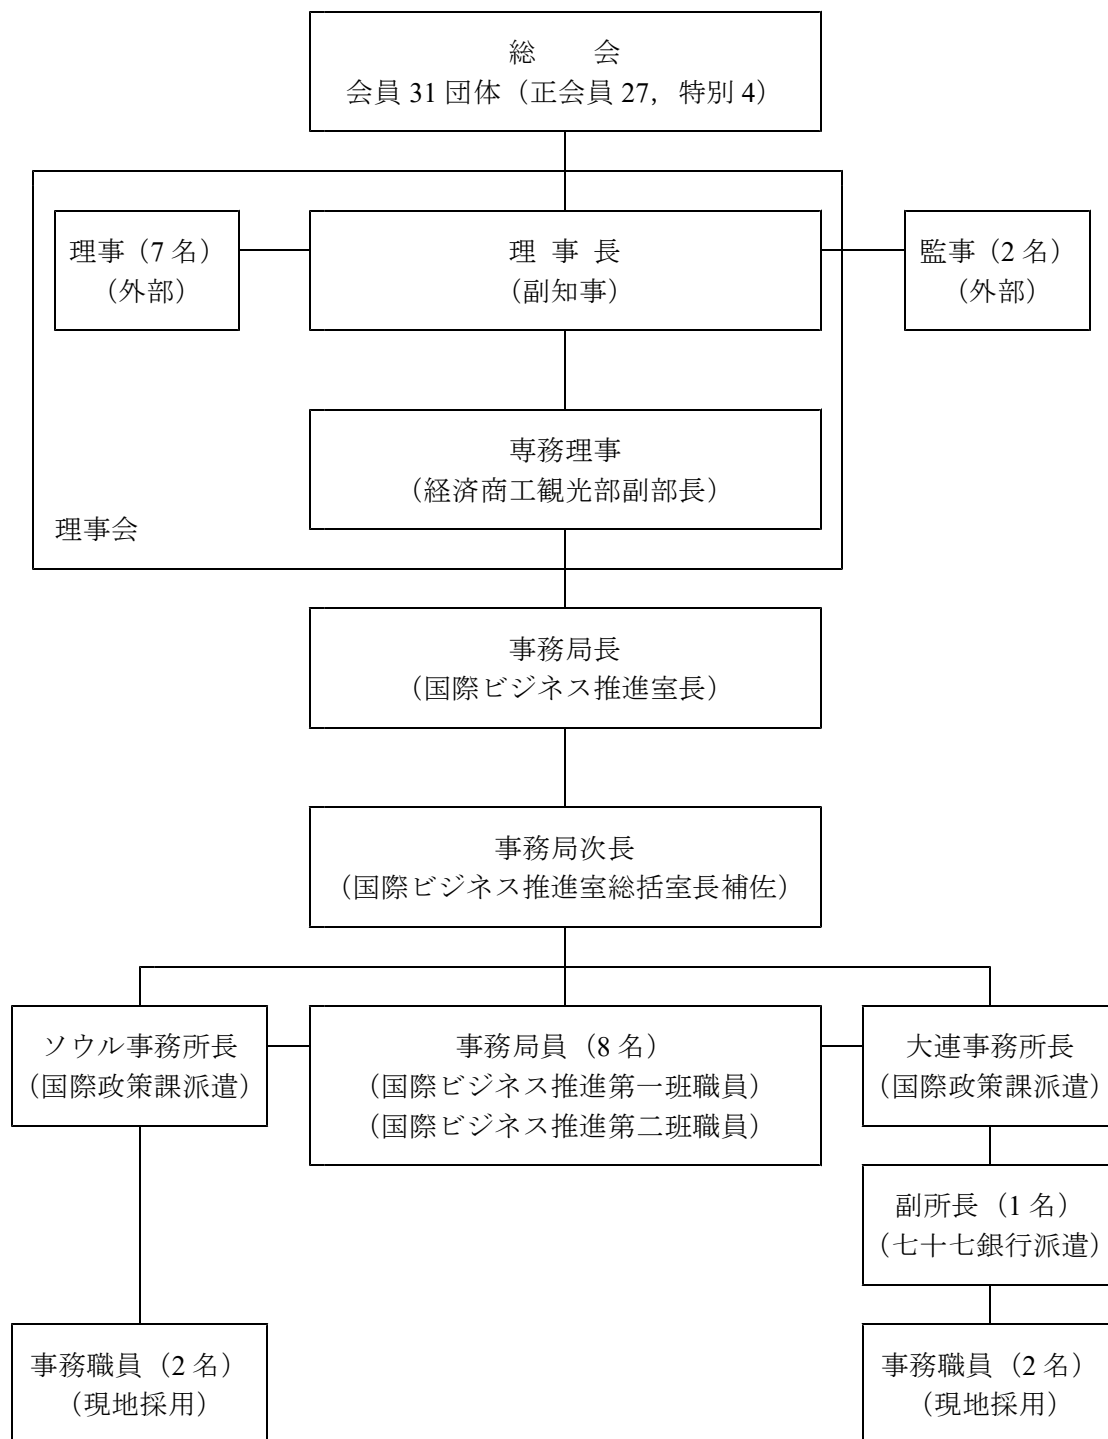 総　　会
会員 31 団体（正会員 27，特別 4）
理事（7 名）
（外部）
理 事 長
（副知事）
監事（2 名）
（外部）
専務理事
（経済商工観光部副部長）
理事会
事務局長
（国際ビジネス推進室長）
事務局次長
（国際ビジネス推進室総括室長補佐）
ソウル事務所長
（国際政策課派遣）
事務局員（8 名）
（国際ビジネス推進第一班職員）
（国際ビジネス推進第二班職員）
大連事務所長
（国際政策課派遣）
副所長（1 名）
（七十七銀行派遣）
事務職員（2 名）
（現地採用）
事務職員（2 名）
（現地採用）